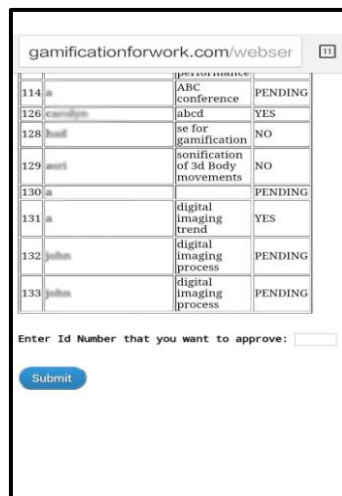 gamificationforwork.com/webser 11
performance
114 a ABC
conference PENDING
126 carolyn abcd YES
128 se for
gamification NO
129 sonification
of 3d Body
movements NO
130 a PENDING
131 a digital
imaging
trend YES
132 john digital
imaging
process PENDING
133 john digital
imaging
process PENDING
Enter Id Number that you want to approve:
Submit